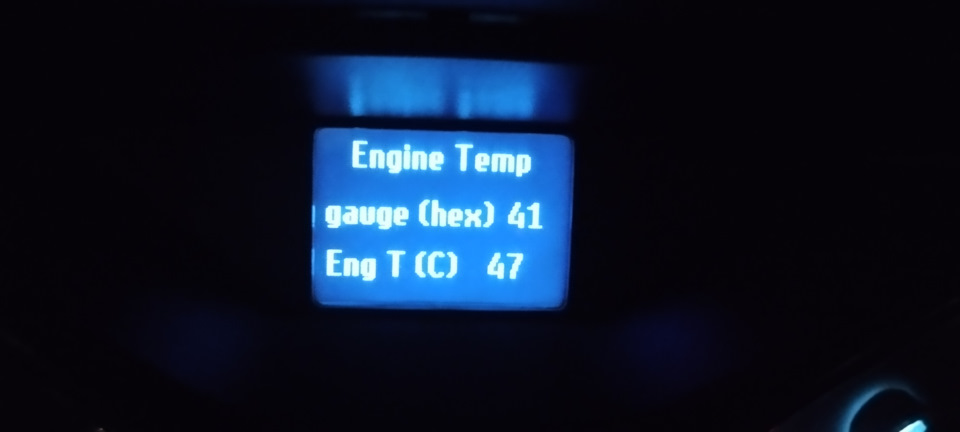 Engine Temp
gauge (hex) 41
Eng T (C) 47